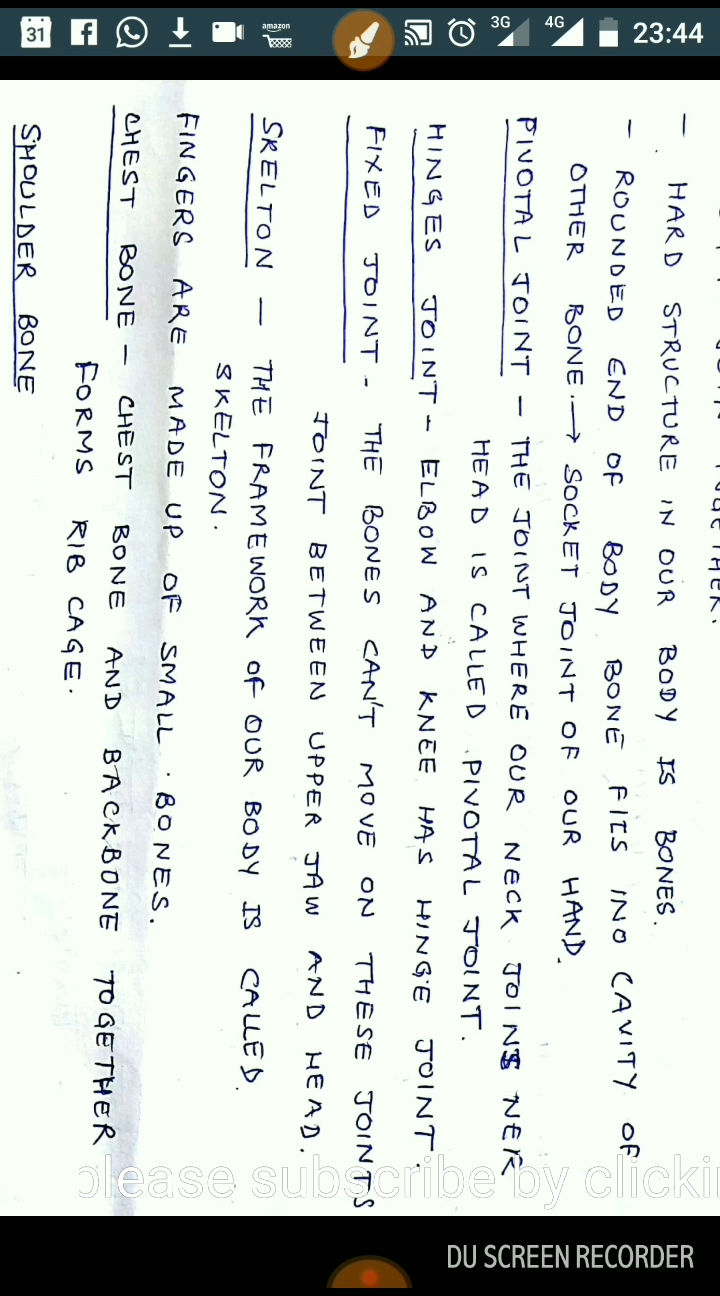 31 amazon 3G 4G 23:44
- HARD STRUCTURE IN OUR BODY IS BONES.
- ROUNDED END OF BODY BONE FITS INO CAVITY OF
OTHER BONE. → SOCKET JOINT OF OUR HAND.
PIVOTAL JOINT - THE JOINT WHERE OUR NECK JOINS
HEAD IS CALLED PIVOTAL JOINT.
HINGES JOINT - ELBOW AND KNEE HAS HINGE JOINT.
FIXED JOINT - THE BONES CAN'T MOVE ON THESE JOINTS
JOINT BETWEEN UPPER JAW AND HEAD.
SKELTON - THE FRAMEWORK OF OUR BODY IS CALLED
SKELTON.
FINGERS ARE MADE UP OF SMALL BONES.
CHEST BONE - CHEST BONE AND BACKBONE TOGETHER
FORMS RIB CAGE.
SHOULDER BONE
please subscribe by
DU SCREEN RECORDER